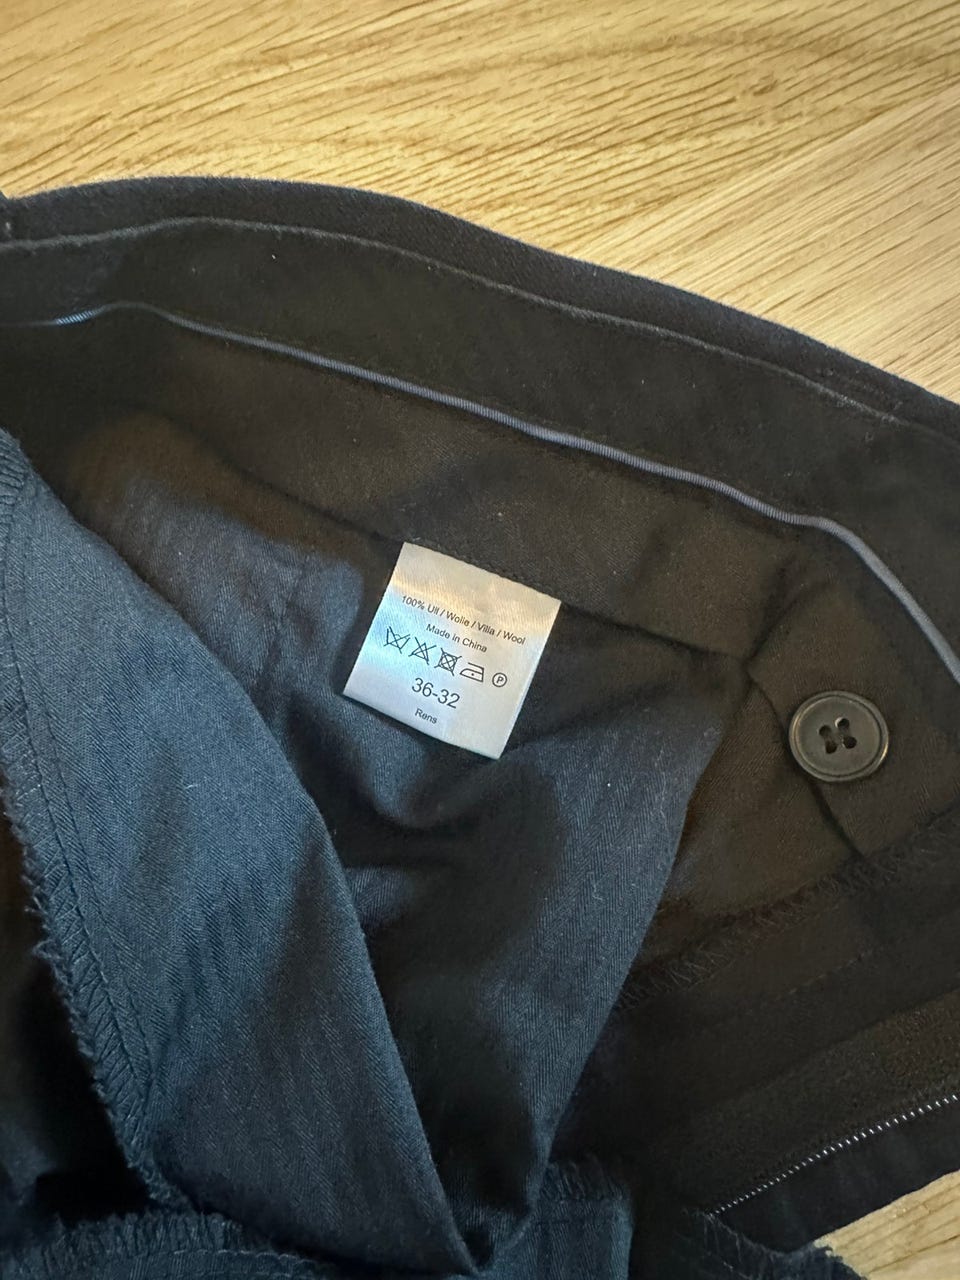 100% Ull / Wolle / Villa / Wool
Made in China
P
36-32
Rens